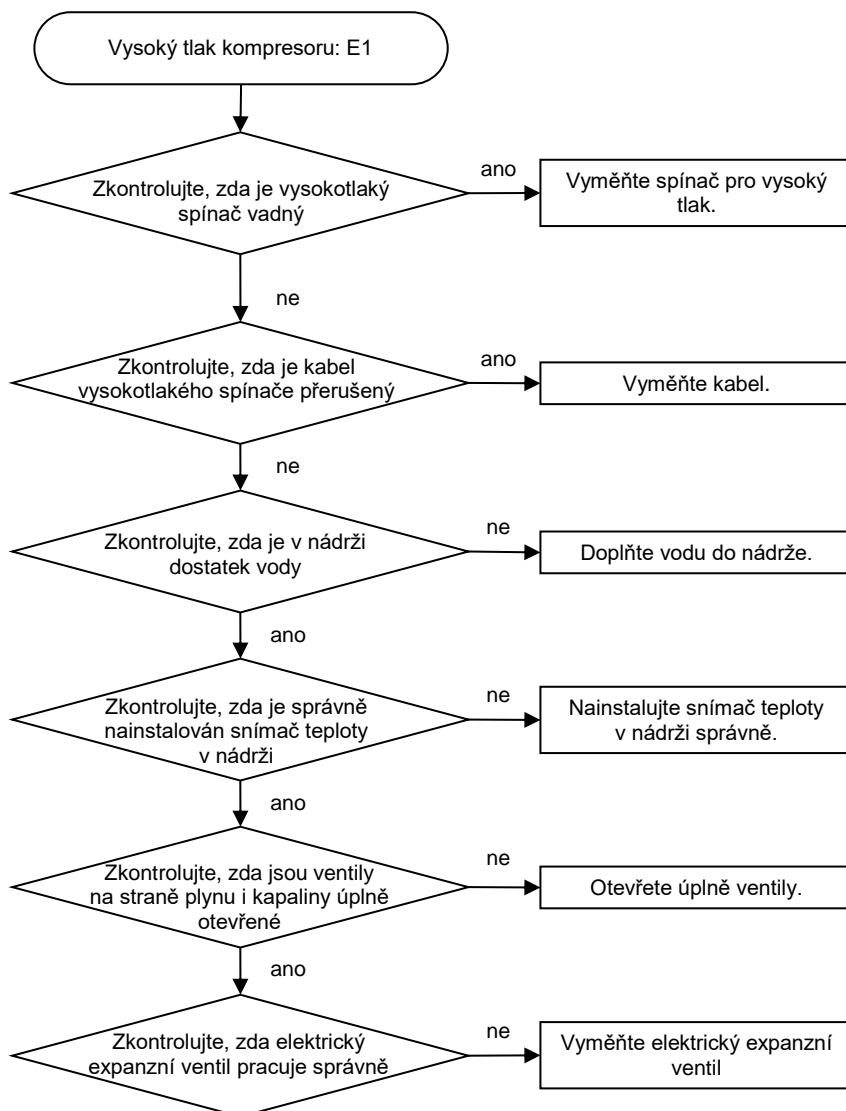 Vysoký tlak kompresoru: E1
Zkontrolujte, zda je vysokotlaký
spínač vadný
ano
Vyměňte spínač pro vysoký
tlak.
ne
Zkontrolujte, zda je kabel
vysokotlakého spínače přerušený
ano
Vyměňte kabel.
ne
Zkontrolujte, zda je v nádrži
dostatek vody
ne
Doplňte vodu do nádrže.
ano
Zkontrolujte, zda je správně
nainstalován snímač teploty
v nádrži
ne
Nainstalujte snímač teploty
v nádrži správně.
ano
Zkontrolujte, zda jsou ventily
na straně plynu i kapaliny úplně
otevřené
ne
Otevřete úplně ventily.
ano
Zkontrolujte, zda elektrický
expanzní ventil pracuje správně
ne
Vyměňte elektrický expanzní
ventil